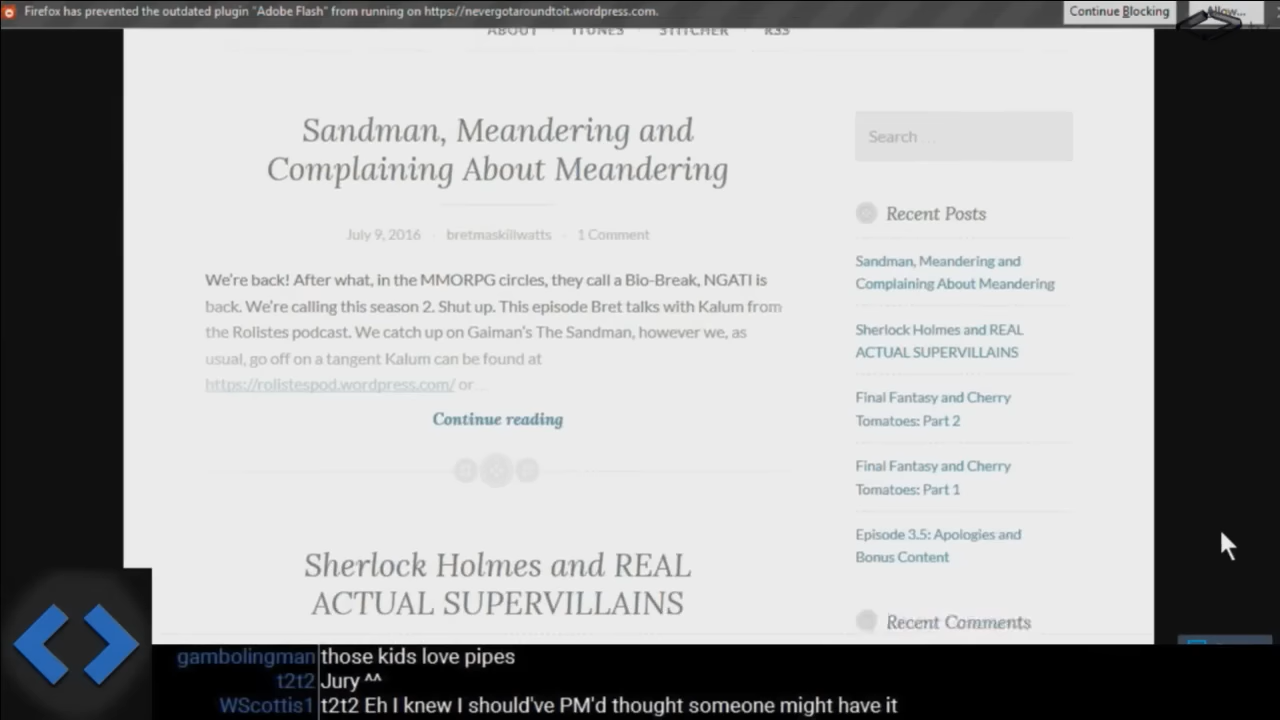 Firefox has prevented the outdated plugin "Adobe Flash" from running on https://nevergotaroundtoit.wordpress.com.
Continue Blocking
Allow...
ABOUT · ITUNES · STITCHER · RSS
Sandman, Meandering and
Complaining About Meandering
July 9, 2016 · bretmaskillwatts · 1 Comment
We're back! After what, in the MMORPG circles, they call a Bio-Break, NGATI is
back. We're calling this season 2. Shut up. This episode Bret talks with Kalum from
the Rolistes podcast. We catch up on Gaiman's The Sandman, however we, as
usual, go off on a tangent Kalum can be found at
https://rolistespod.wordpress.com/ or …
Continue reading
Sherlock Holmes and REAL
ACTUAL SUPERVILLAINS
Search …
Recent Posts
Sandman, Meandering and
Complaining About Meandering
Sherlock Holmes and REAL
ACTUAL SUPERVILLAINS
Final Fantasy and Cherry
Tomatoes: Part 2
Final Fantasy and Cherry
Tomatoes: Part 1
Episode 3.5: Apologies and
Bonus Content
Recent Comments
gambolingman those kids love pipes
t2t2 Jury ^^
WScottis1 t2t2 Eh I knew I should've PM'd thought someone might have it